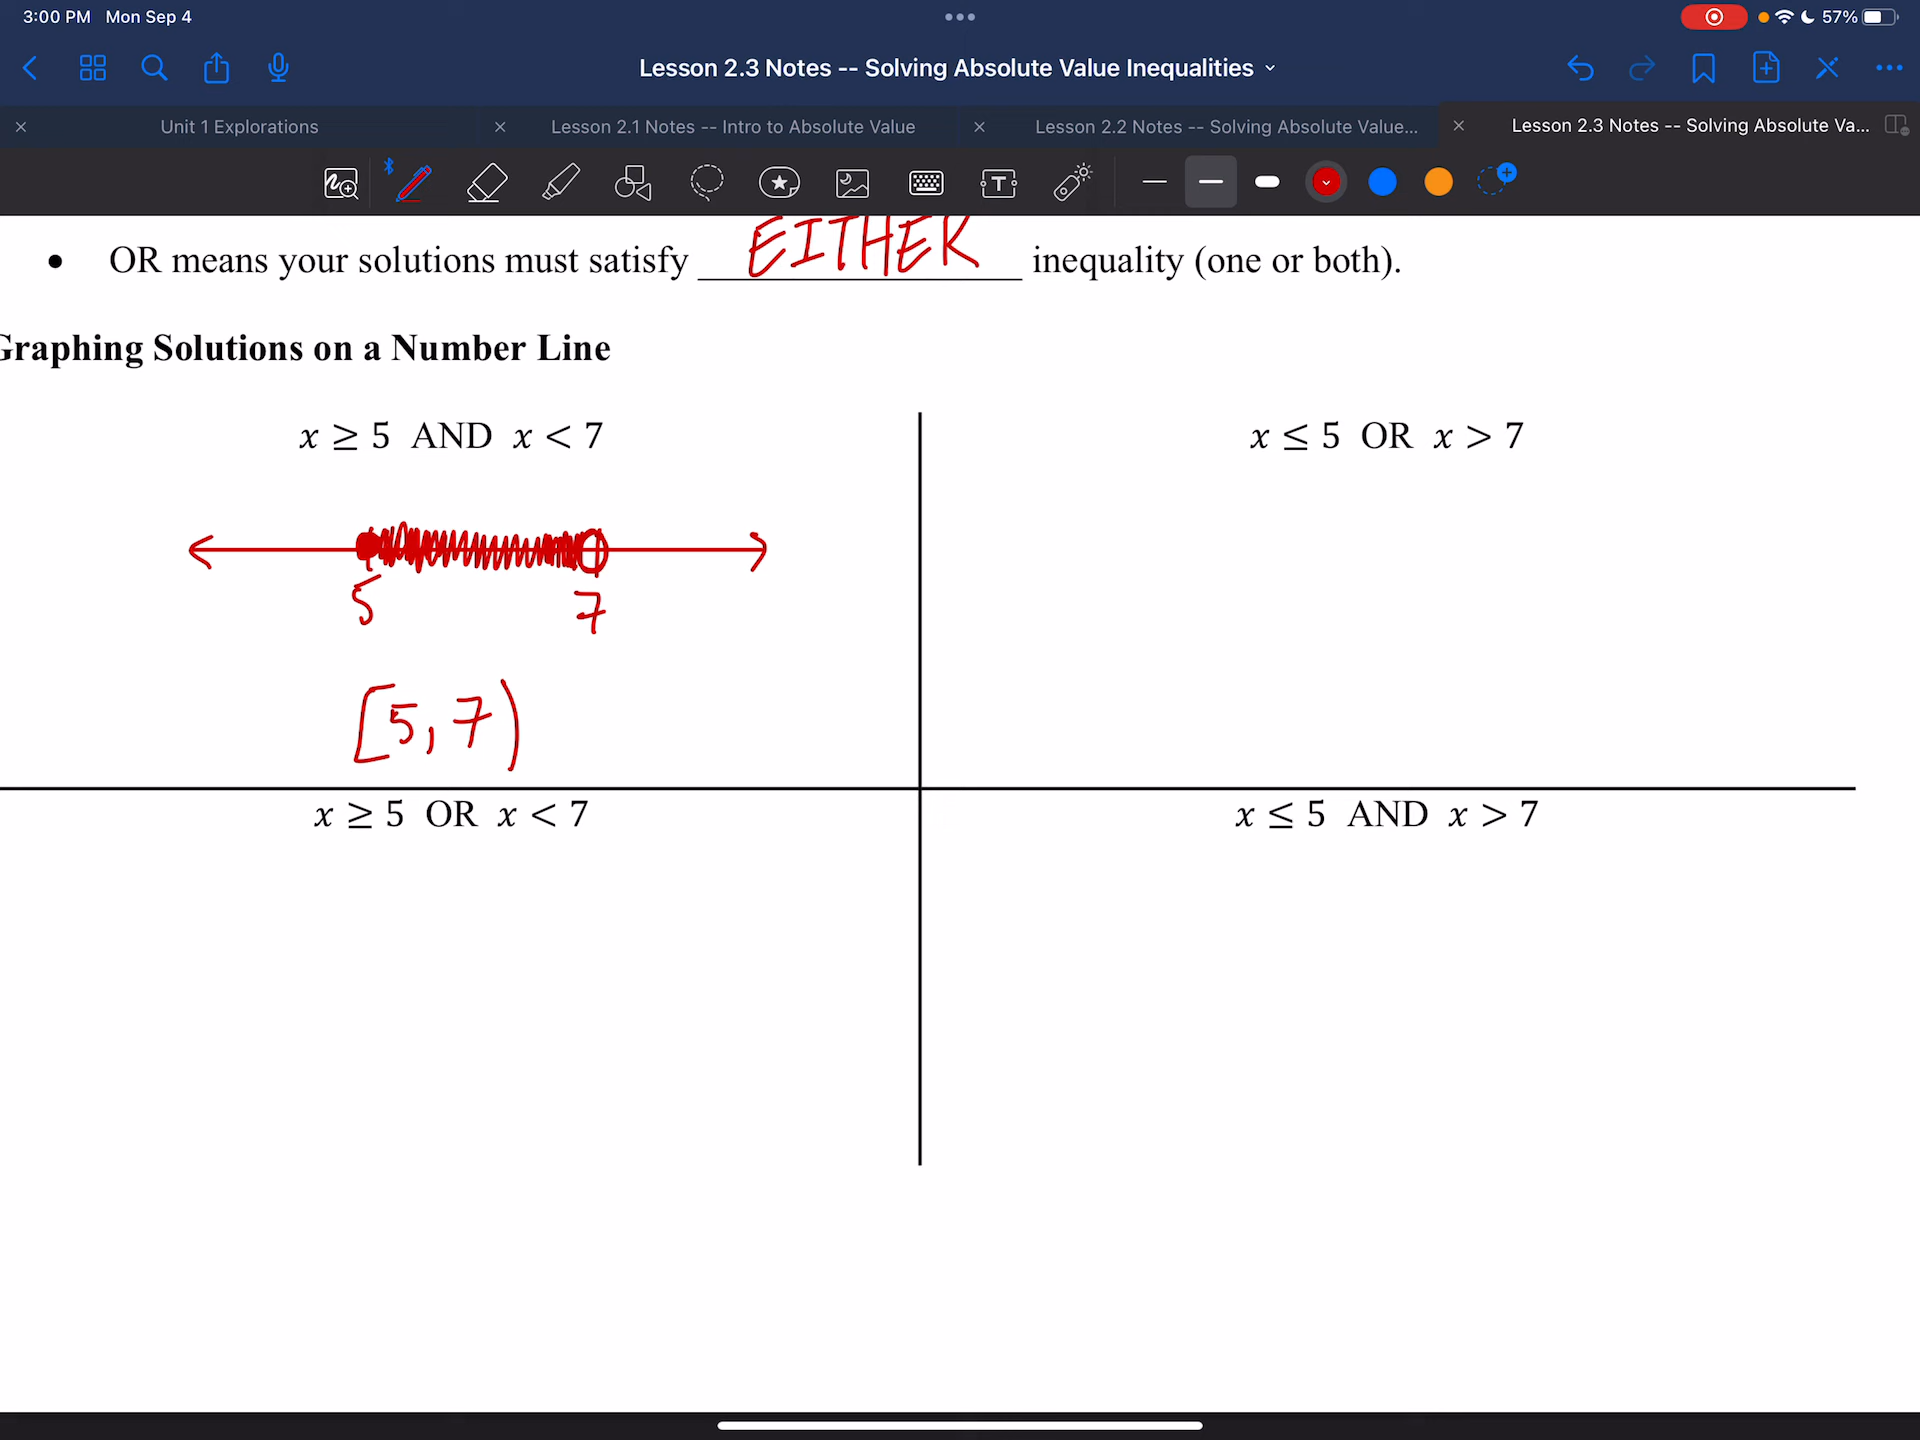 3:00 PM Mon Sep 4
57%
Lesson 2.3 Notes -- Solving Absolute Value Inequalities
Unit 1 Explorations
Lesson 2.1 Notes -- Intro to Absolute Value
Lesson 2.2 Notes -- Solving Absolute Value...
Lesson 2.3 Notes -- Solving Absolute Va...
• OR means your solutions must satisfy EITHER inequality (one or both).
Graphing Solutions on a Number Line
x ≥ 5 AND x < 7
5 7
[5, 7)
x ≤ 5 OR x > 7
x ≥ 5 OR x < 7
x ≤ 5 AND x > 7